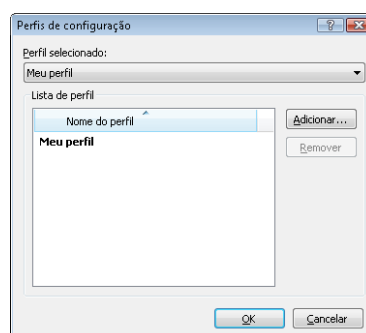 Perfis de configuração
Perfil selecionado:
Meu perfil
Lista de perfil
Nome do perfil
Adicionar...
Meu perfil
Remover
OK
Cancelar